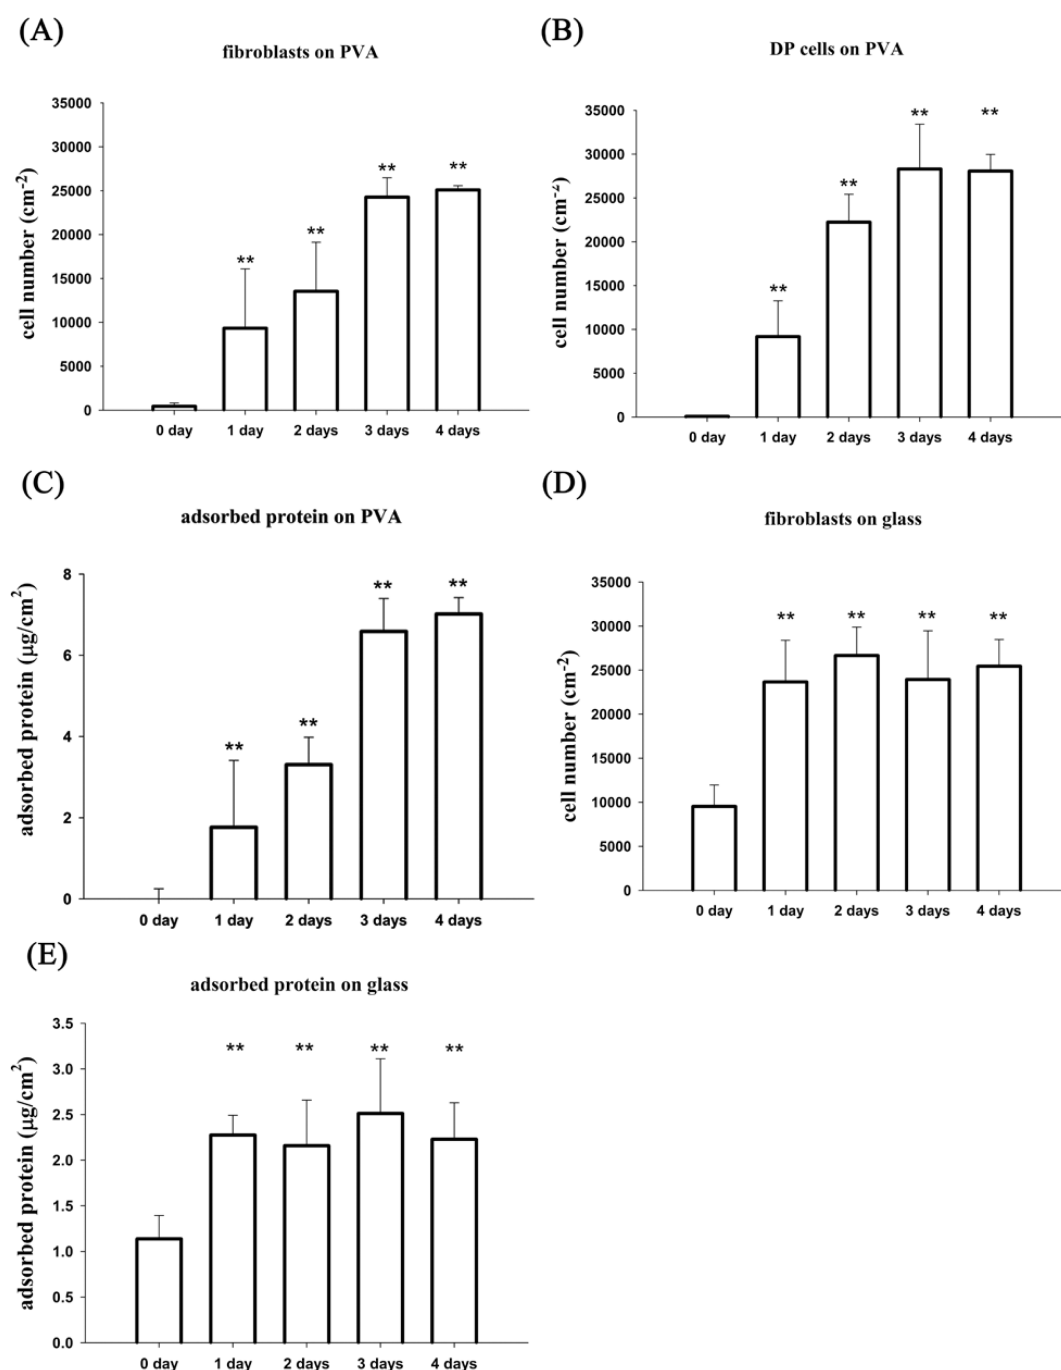 (A)
fibroblasts on PVA
cell number (cm-2)
35000
30000
25000
20000
15000
10000
5000
0
** ** ** **
0 day 1 day 2 days 3 days 4 days
(B)
DP cells on PVA
cell number (cm-2)
35000
30000
25000
20000
15000
10000
5000
0
** ** ** **
0 day 1 day 2 days 3 days 4 days
(C)
adsorbed protein on PVA
adsorbed protein (μg/cm2)
8
6
4
2
0
** ** ** **
0 day 1 day 2 days 3 days 4 days
(D)
fibroblasts on glass
cell number (cm-2)
35000
30000
25000
20000
15000
10000
5000
0
** ** ** **
0 day 1 day 2 days 3 days 4 days
(E)
adsorbed protein on glass
adsorbed protein (μg/cm2)
3.5
3.0
2.5
2.0
1.5
1.0
0.5
0.0
** ** ** **
0 day 1 day 2 days 3 days 4 days